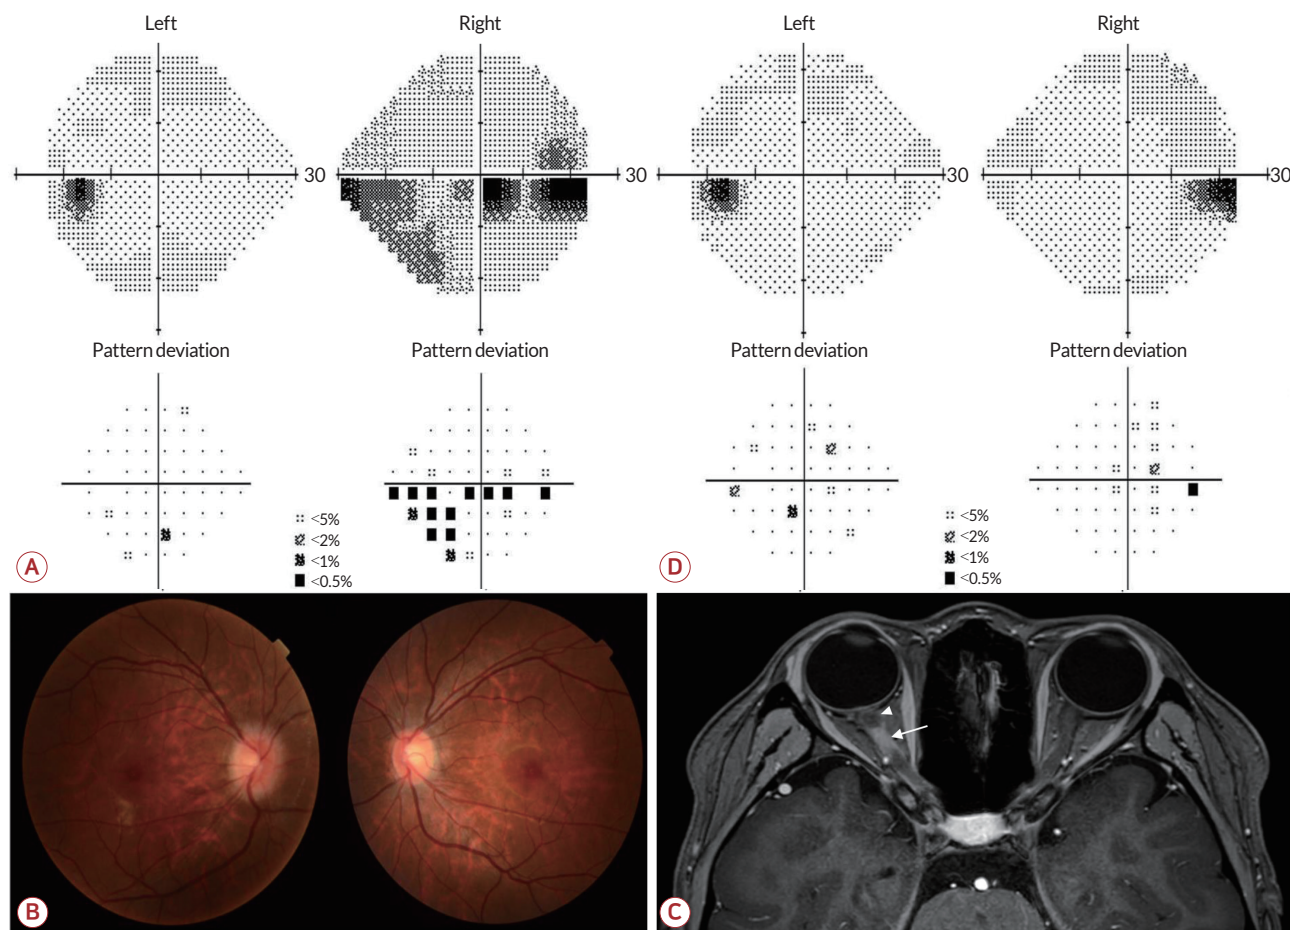 Left
Right
30
30
Pattern deviation
Pattern deviation
<5%
<2%
<1%
<0.5%
A
Left
Right
30
30
Pattern deviation
Pattern deviation
<5%
<2%
<1%
<0.5%
D
B
C